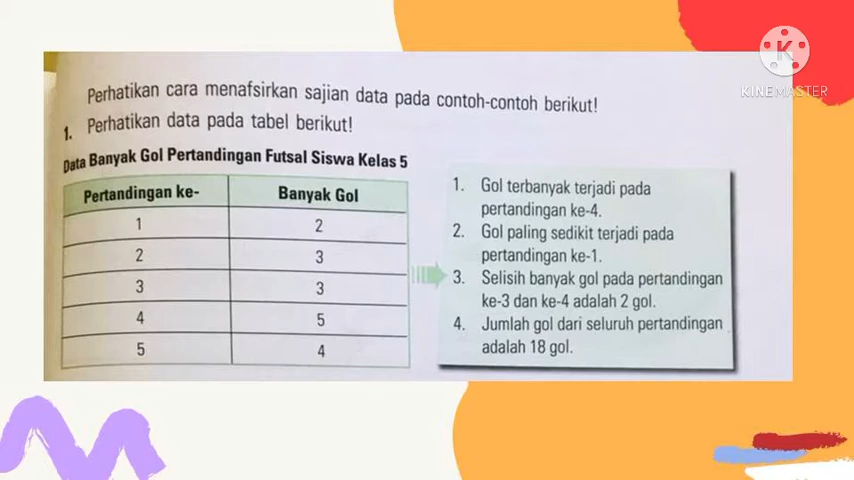 K
KINEMASTER
Perhatikan cara menafsirkan sajian data pada contoh-contoh berikut!
1. Perhatikan data pada tabel berikut!
Data Banyak Gol Pertandingan Futsal Siswa Kelas 5
Pertandingan ke- Banyak Gol
1 2
2 3
3 3
4 5
5 4
1. Gol terbanyak terjadi pada
pertandingan ke-4.
2. Gol paling sedikit terjadi pada
pertandingan ke-1.
3. Selisih banyak gol pada pertandingan
ke-3 dan ke-4 adalah 2 gol.
4. Jumlah gol dari seluruh pertandingan
adalah 18 gol.